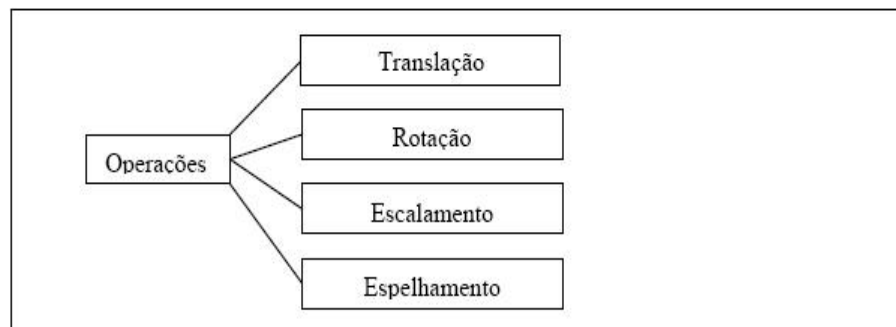 Translação
Rotação
Operações
Escalamento
Espelhamento